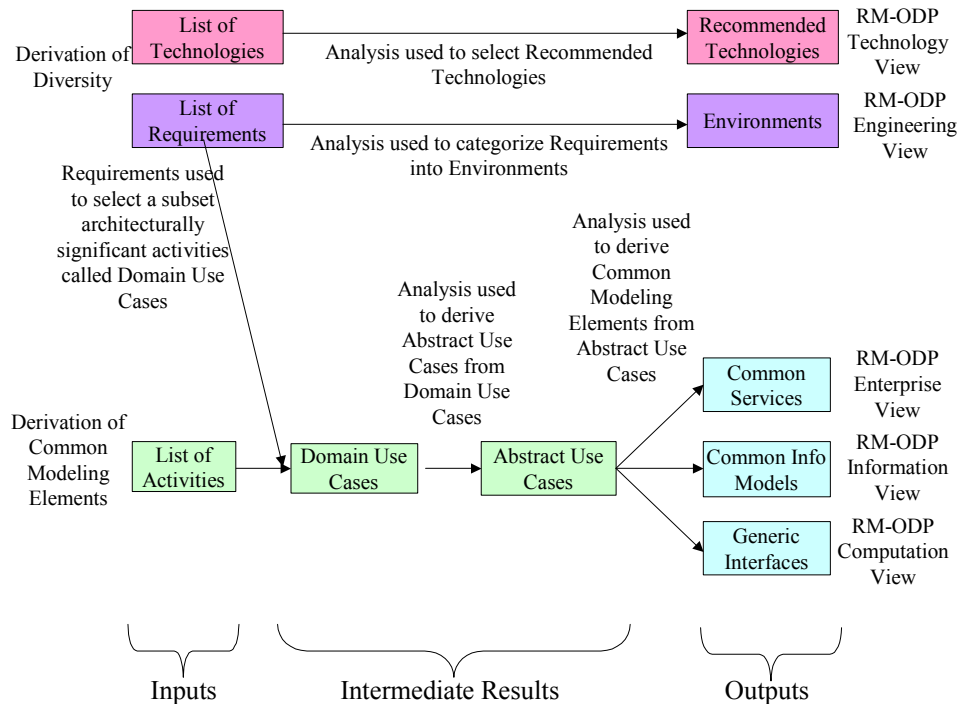 Derivation of
Diversity
List of
Technologies
Analysis used to select Recommended
Technologies
Recommended
Technologies
RM-ODP
Technology
View
List of
Requirements
Analysis used to categorize Requirements
into Environments
Environments
RM-ODP
Engineering
View
Requirements used
to select a subset
architecturally
significant activities
called Domain Use
Cases
Analysis used
to derive
Abstract Use
Cases from
Domain Use
Cases
Analysis used
to derive
Common
Modeling
Elements from
Abstract Use
Cases
Derivation of
Common
Modeling
Elements
List of
Activities
Domain Use
Cases
Abstract Use
Cases
Common
Services
RM-ODP
Enterprise
View
Common Info
Models
RM-ODP
Information
View
Generic
Interfaces
RM-ODP
Computation
View
Inputs
Intermediate Results
Outputs